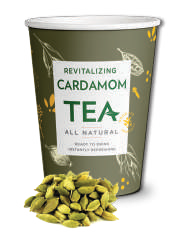 REVITALIZING
CARDAMOM
TEA
ALL NATURAL
READY TO DRINK
INSTANTLY REFRESHING